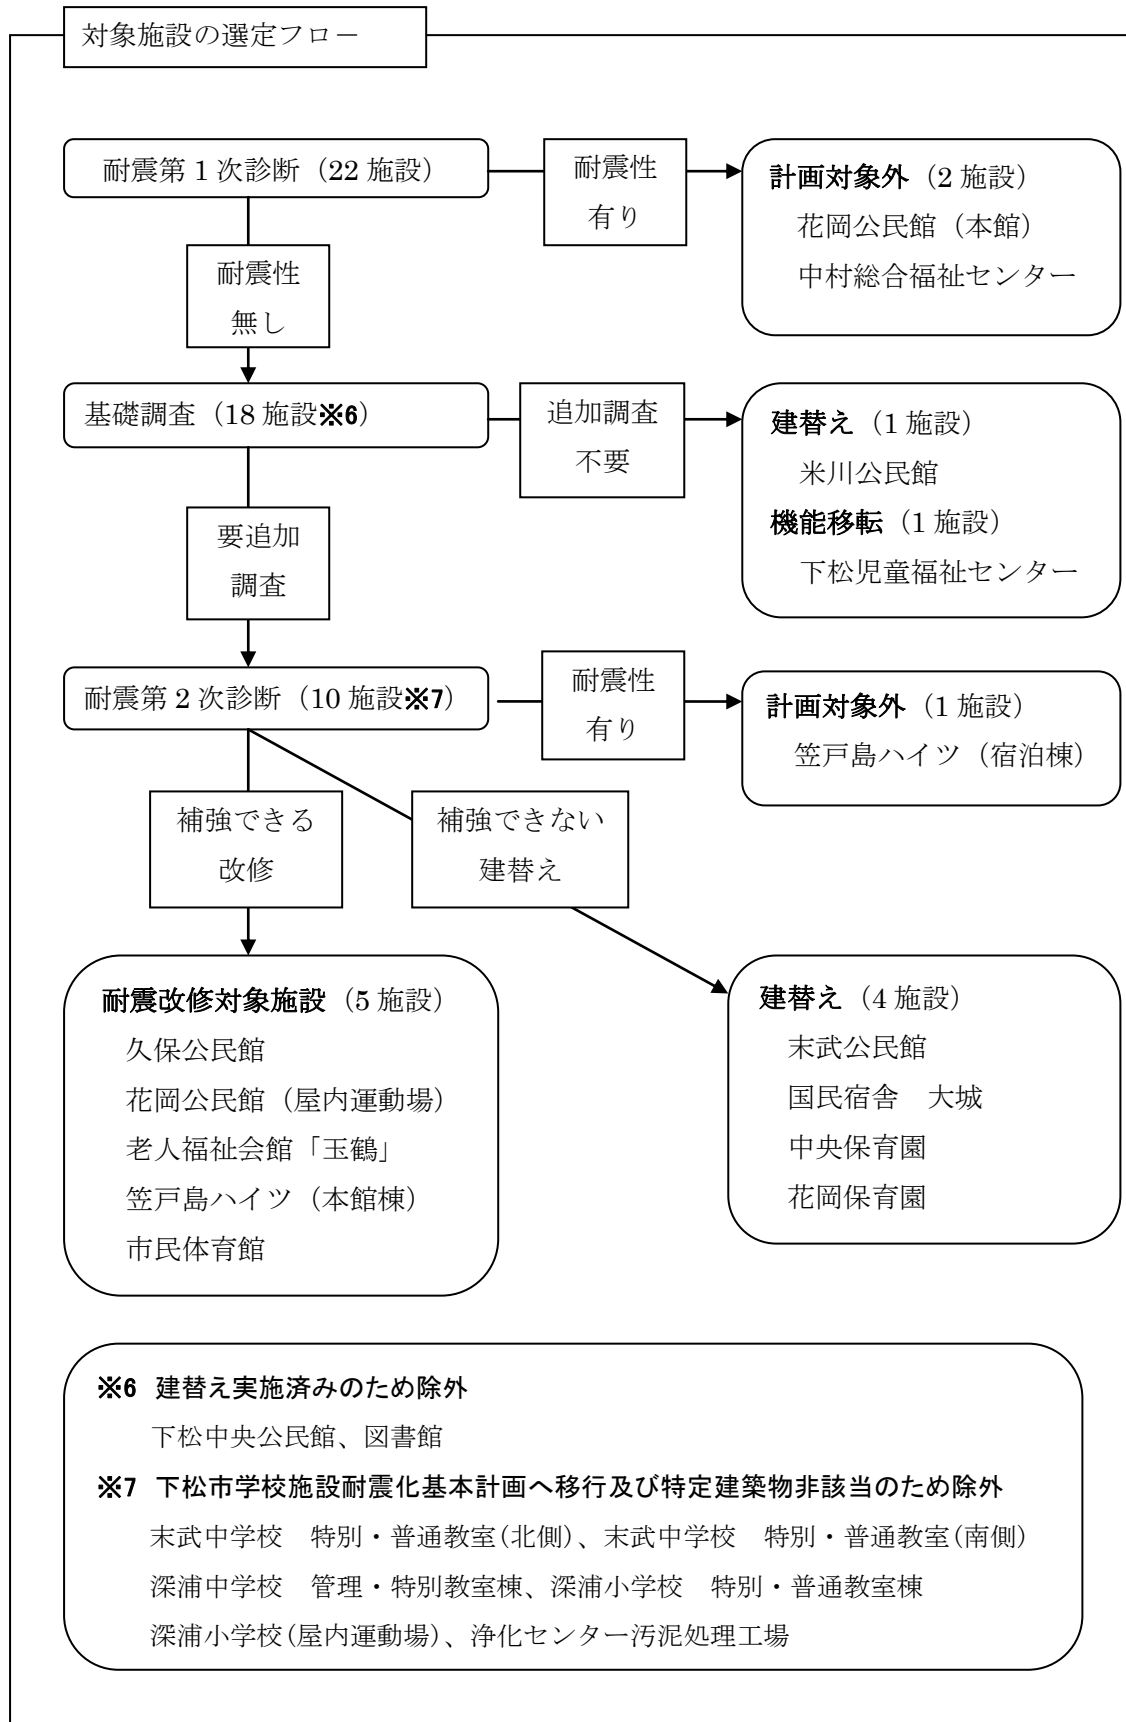 対象施設の選定フロー
耐震第1次診断（22施設）
耐震性
有り
計画対象外（2施設）
花岡公民館（本館）
中村総合福祉センター
耐震性
無し
基礎調査（18施設※6）
追加調査
不要
建替え（1施設）
米川公民館
機能移転（1施設）
下松児童福祉センター
要追加
調査
耐震第2次診断（10施設※7）
耐震性
有り
計画対象外（1施設）
笠戸島ハイツ（宿泊棟）
補強できる
改修
補強できない
建替え
耐震改修対象施設（5施設）
久保公民館
花岡公民館（屋内運動場）
老人福祉会館「玉鶴」
笠戸島ハイツ（本館棟）
市民体育館
建替え（4施設）
末武公民館
国民宿舎　大城
中央保育園
花岡保育園
※6 建替え実施済みのため除外
下松中央公民館、図書館
※7 下松市学校施設耐震化基本計画へ移行及び特定建築物非該当のため除外
末武中学校　特別・普通教室(北側)、末武中学校　特別・普通教室(南側)
深浦中学校　管理・特別教室棟、深浦小学校　特別・普通教室棟
深浦小学校(屋内運動場)、浄化センター汚泥処理工場